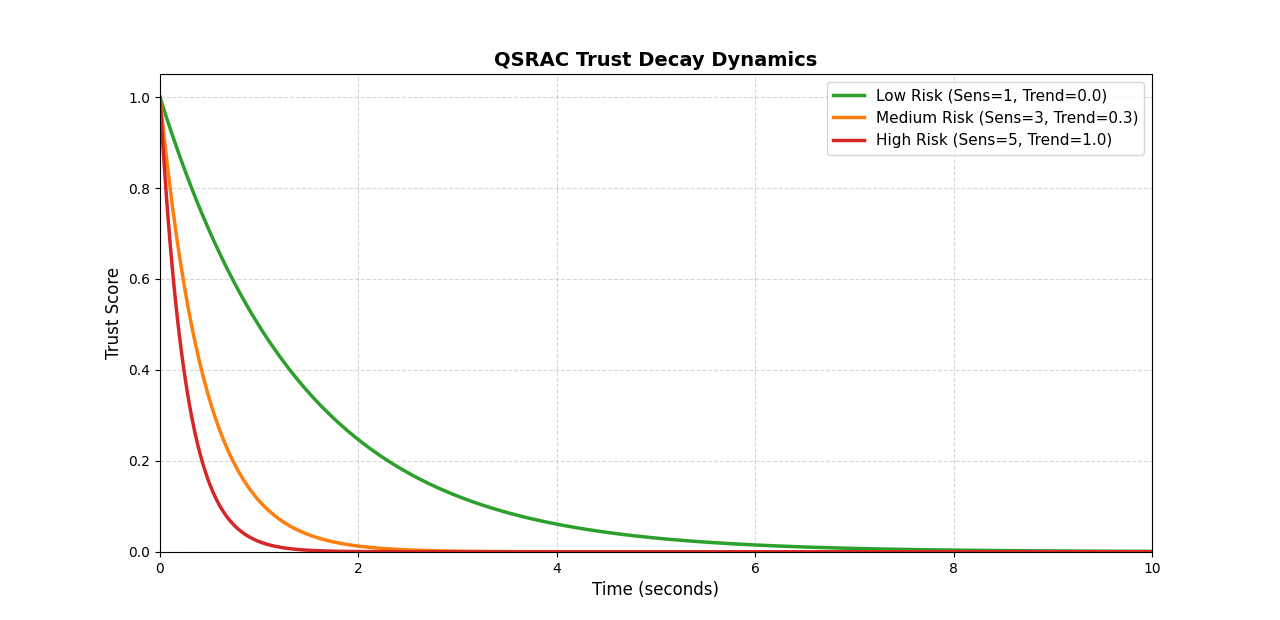 QSRAC Trust Decay Dynamics
Low Risk (Sens=1, Trend=0.0)
Medium Risk (Sens=3, Trend=0.3)
High Risk (Sens=5, Trend=1.0)
Trust Score
1.0
0.8
0.6
0.4
0.2
0.0
0 2 4 6 8 10
Time (seconds)